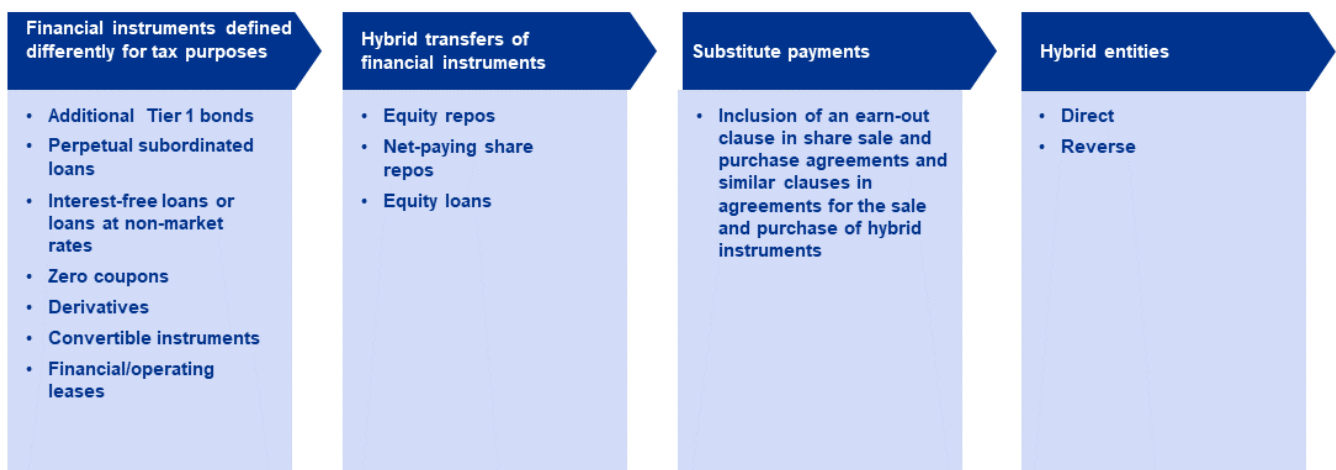 Financial instruments defined
differently for tax purposes
• Additional Tier 1 bonds
• Perpetual subordinated
loans
• Interest-free loans or
loans at non-market
rates
• Zero coupons
• Derivatives
• Convertible instruments
• Financial/operating
leases
Hybrid transfers of
financial instruments
• Equity repos
• Net-paying share
repos
• Equity loans
Substitute payments
• Inclusion of an earn-out
clause in share sale and
purchase agreements and
similar clauses in
agreements for the sale
and purchase of hybrid
instruments
Hybrid entities
• Direct
• Reverse